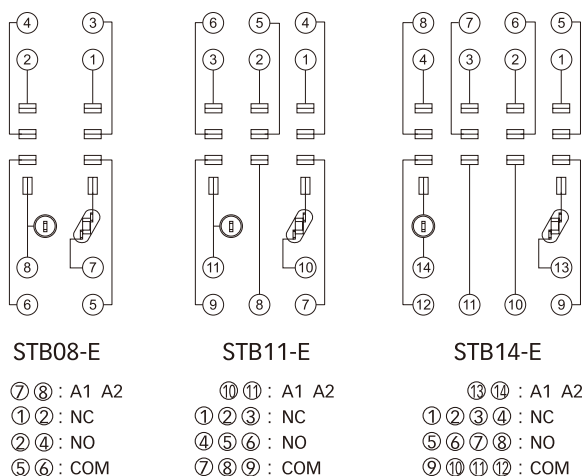 ④ ③ ⑥ ⑤ ④ ⑧ ⑦ ⑥ ⑤
② ① ③ ② ① ④ ③ ② ①
⑧ ⑦ ⑪ ⑩ ⑭ ⑬
⑥ ⑤ ⑨ ⑧ ⑦ ⑫ ⑪ ⑩ ⑨
STB08-E STB11-E STB14-E
⑦⑧: A1 A2 ⑩⑪: A1 A2 ⑬⑭: A1 A2
①②: NC ①②③: NC ①②③④: NC
②④: NO ④⑤⑥: NO ⑤⑥⑦⑧: NO
⑤⑥: COM ⑦⑧⑨: COM ⑨⑩⑪⑫: COM